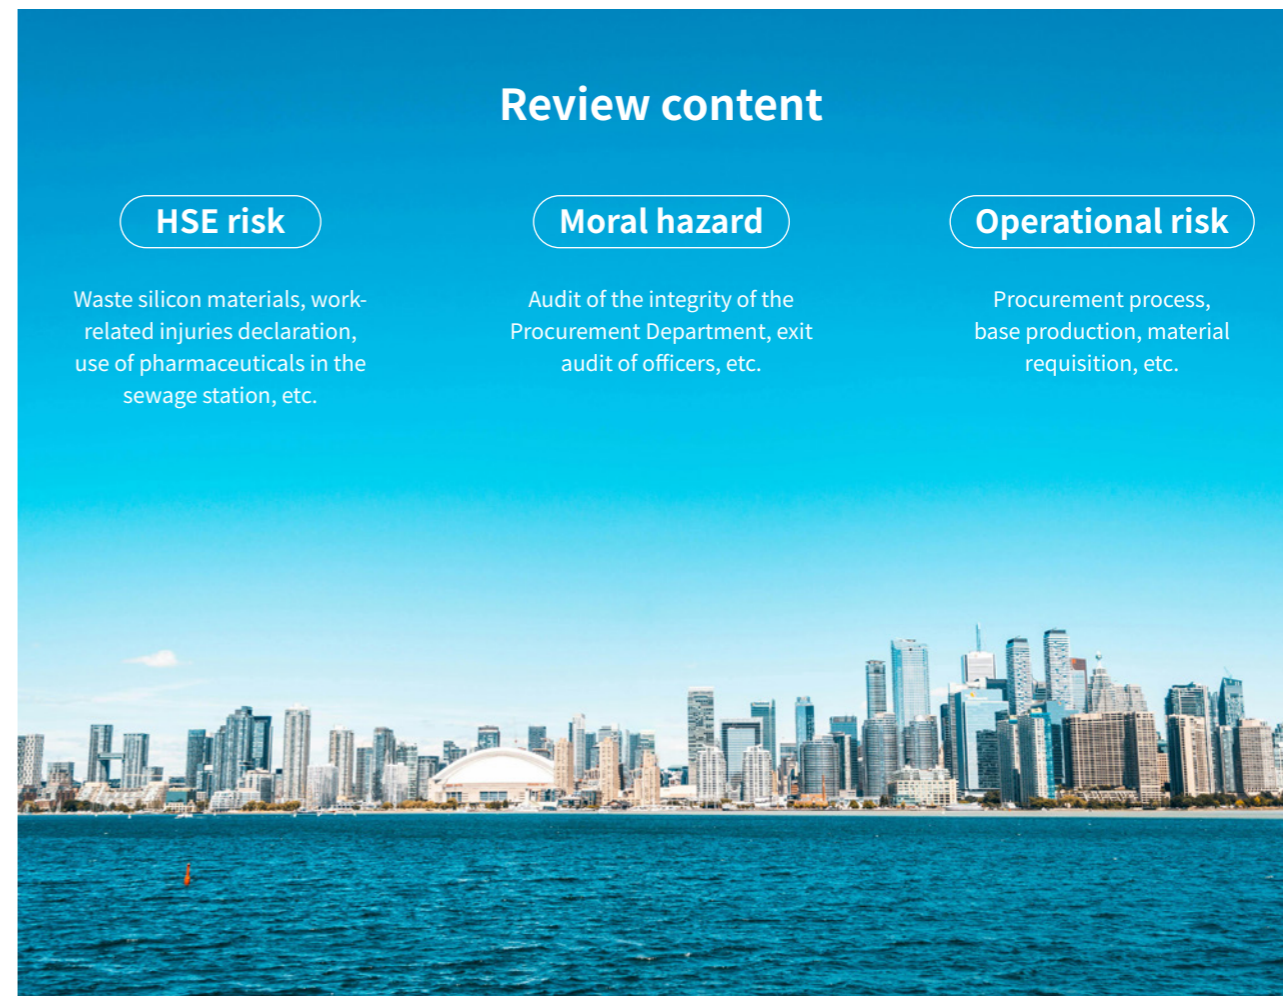 Review content
HSE risk
Waste silicon materials, work-
related injuries declaration,
use of pharmaceuticals in the
sewage station, etc.
Moral hazard
Audit of the integrity of the
Procurement Department, exit
audit of officers, etc.
Operational risk
Procurement process,
base production, material
requisition, etc.